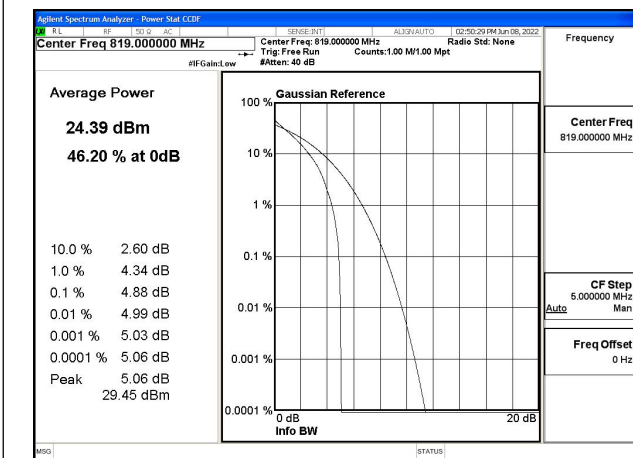 Agilent Spectrum Analyzer - Power Stat CCDF
RL RF 50 Ω AC SENSE:INT ALIGN AUTO 02:50:29 PM Jun 08, 2022
Center Freq 819.000000 MHz
Center Freq: 819.000000 MHz Radio Std: None
Trig: Free Run Counts:1.00 M/1.00 Mpt
#IFGain:Low #Atten: 40 dB
Frequency
Average Power
24.39 dBm
46.20 % at 0dB
10.0 % 2.60 dB
1.0 % 4.34 dB
0.1 % 4.88 dB
0.01 % 4.99 dB
0.001 % 5.03 dB
0.0001 % 5.06 dB
Peak 5.06 dB
29.45 dBm
Gaussian Reference
100 %
10 %
1 %
0.1 %
0.01 %
0.001 %
0.0001 %
0 dB 20 dB
Info BW
Center Freq
819.000000 MHz
CF Step
5.000000 MHz
Auto Man
Freq Offset
0 Hz
MSG STATUS